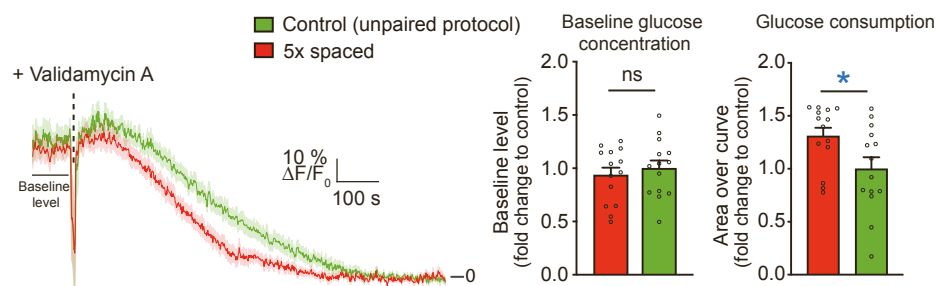 Control (unpaired protocol)
5x spaced
+ Validamycin A
Baseline
level
10 %
ΔF/F0
100 s
0
Baseline glucose
concentration
ns
Baseline level
(fold change to control)
2.0
1.5
1.0
0.5
0.0
Glucose consumption
*
Area over curve
(fold change to control)
2.0
1.5
1.0
0.5
0.0